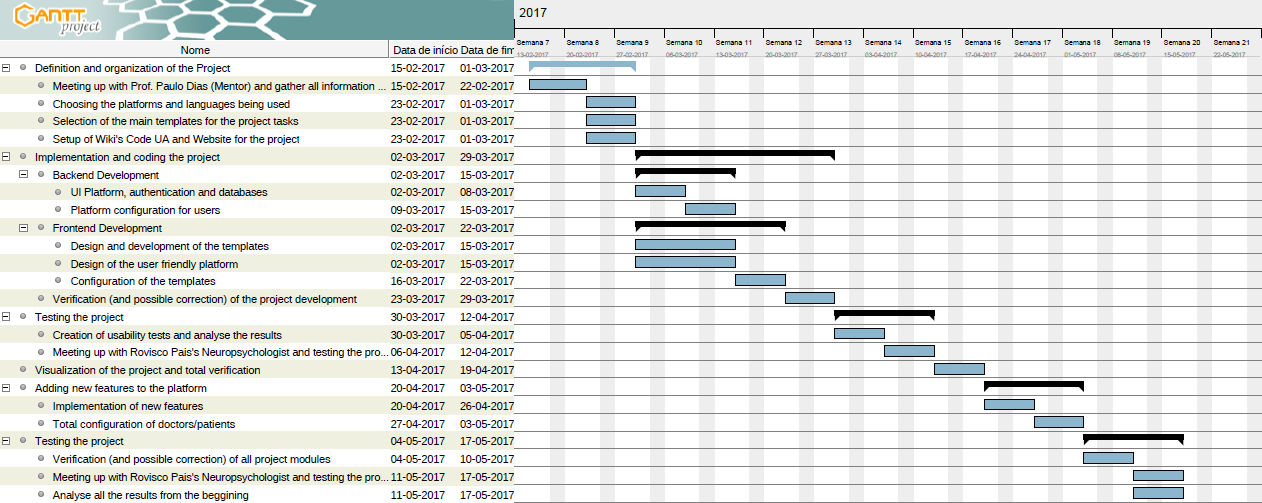 GANTT
project
2017
Nome Data de início Data de fim
Semana 7 Semana 8 Semana 9 Semana 10 Semana 11 Semana 12 Semana 13 Semana 14 Semana 15 Semana 16 Semana 17 Semana 18 Semana 19 Semana 20 Semana 21
13-02-2017 20-02-2017 27-02-2017 06-03-2017 13-03-2017 20-03-2017 27-03-2017 03-04-2017 10-04-2017 17-04-2017 24-04-2017 01-05-2017 08-05-2017 15-05-2017 22-05-2017
Definition and organization of the Project 15-02-2017 01-03-2017
Meeting up with Prof. Paulo Dias (Mentor) and gather all information ... 15-02-2017 22-02-2017
Choosing the platforms and languages being used 23-02-2017 01-03-2017
Selection of the main templates for the project tasks 23-02-2017 01-03-2017
Setup of Wiki's Code UA and Website for the project 23-02-2017 01-03-2017
Implementation and coding the project 02-03-2017 29-03-2017
Backend Development 02-03-2017 15-03-2017
UI Platform, authentication and databases 02-03-2017 08-03-2017
Platform configuration for users 09-03-2017 15-03-2017
Frontend Development 02-03-2017 22-03-2017
Design and development of the templates 02-03-2017 15-03-2017
Design of the user friendly platform 02-03-2017 15-03-2017
Configuration of the templates 16-03-2017 22-03-2017
Verification (and possible correction) of the project development 23-03-2017 29-03-2017
Testing the project 30-03-2017 12-04-2017
Creation of usability tests and analyse the results 30-03-2017 05-04-2017
Meeting up with Rovisco Pais's Neuropsychologist and testing the pro... 06-04-2017 12-04-2017
Visualization of the project and total verification 13-04-2017 19-04-2017
Adding new features to the platform 20-04-2017 03-05-2017
Implementation of new features 20-04-2017 26-04-2017
Total configuration of doctors/patients 27-04-2017 03-05-2017
Testing the project 04-05-2017 17-05-2017
Verification (and possible correction) of all project modules 04-05-2017 10-05-2017
Meeting up with Rovisco Pais's Neuropsychologist and testing the pro... 11-05-2017 17-05-2017
Analyse all the results from the beggining 11-05-2017 17-05-2017